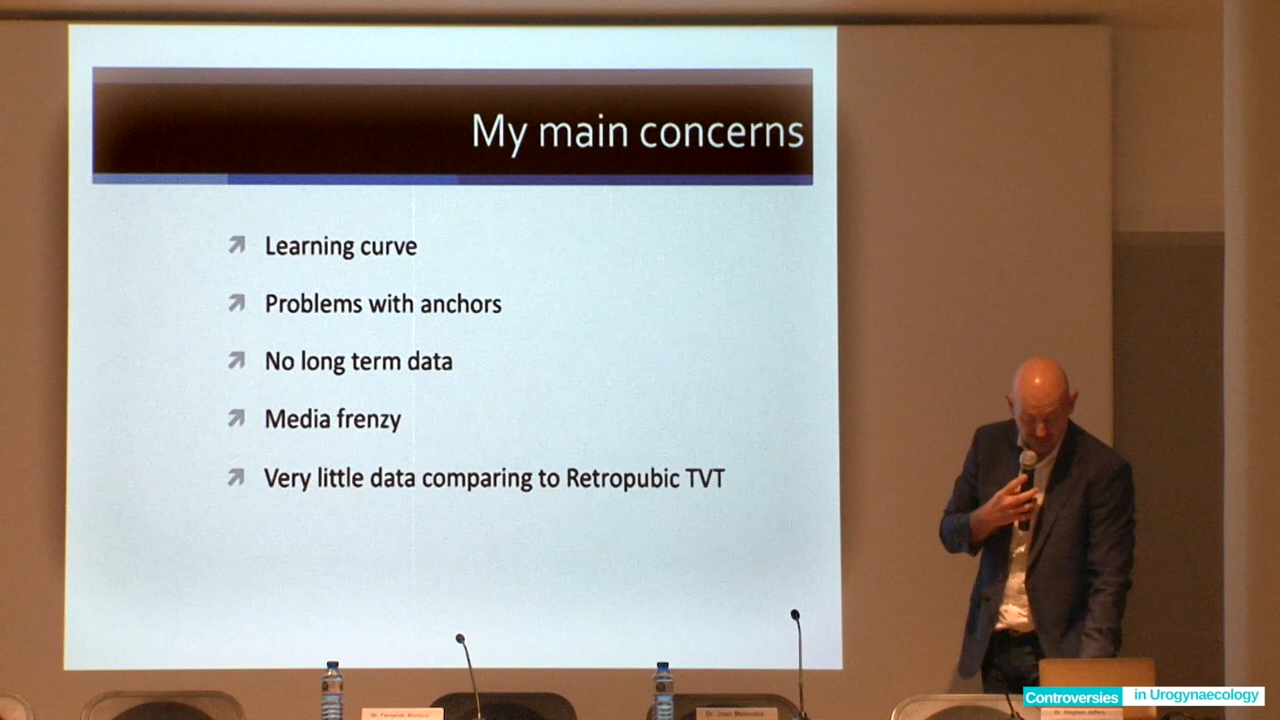 My main concerns
Learning curve
Problems with anchors
No long term data
Media frenzy
Very little data comparing to Retropubic TVT
Controversies in Urogynaecology